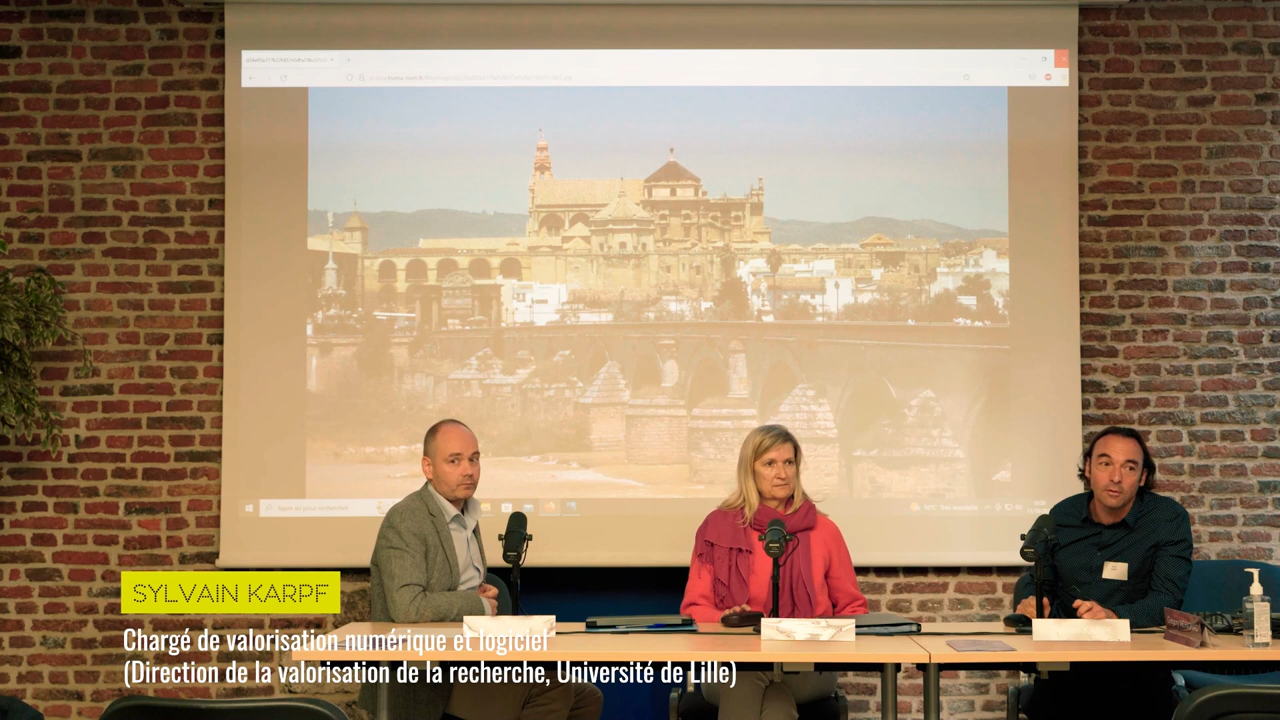 SYLVAIN KARPF
Chargé de valorisation numérique et logiciel
(Direction de la valorisation de la recherche, Université de Lille)